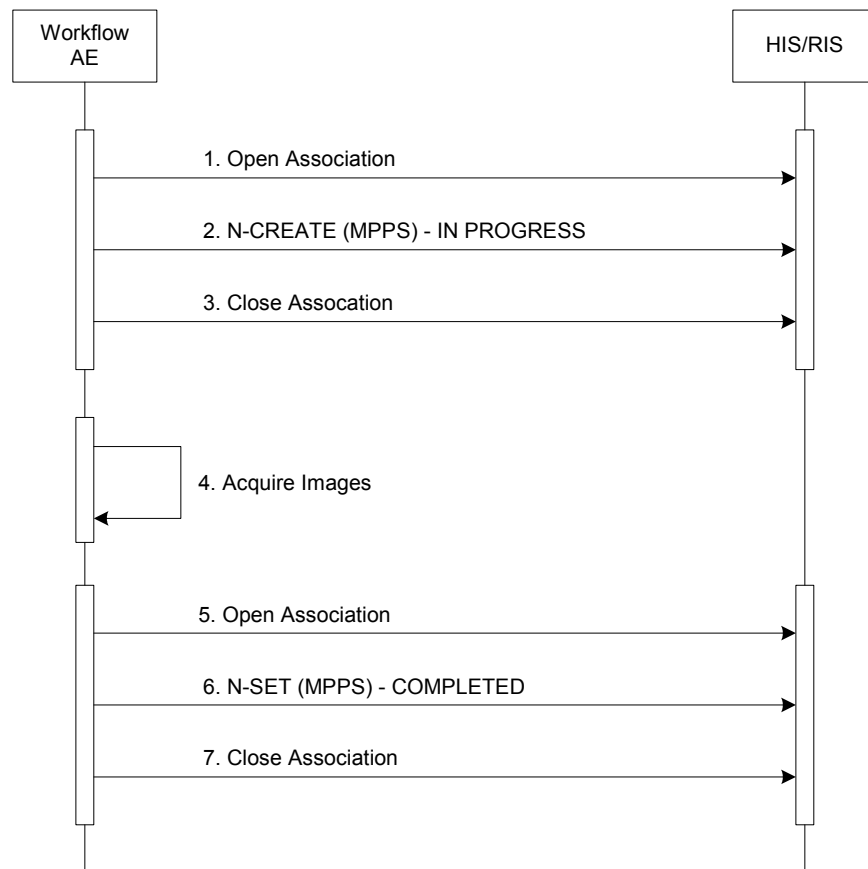 Workflow
AE
HIS/RIS
1. Open Association
2. N-CREATE (MPPS) - IN PROGRESS
3. Close Assocation
4. Acquire Images
5. Open Association
6. N-SET (MPPS) - COMPLETED
7. Close Association